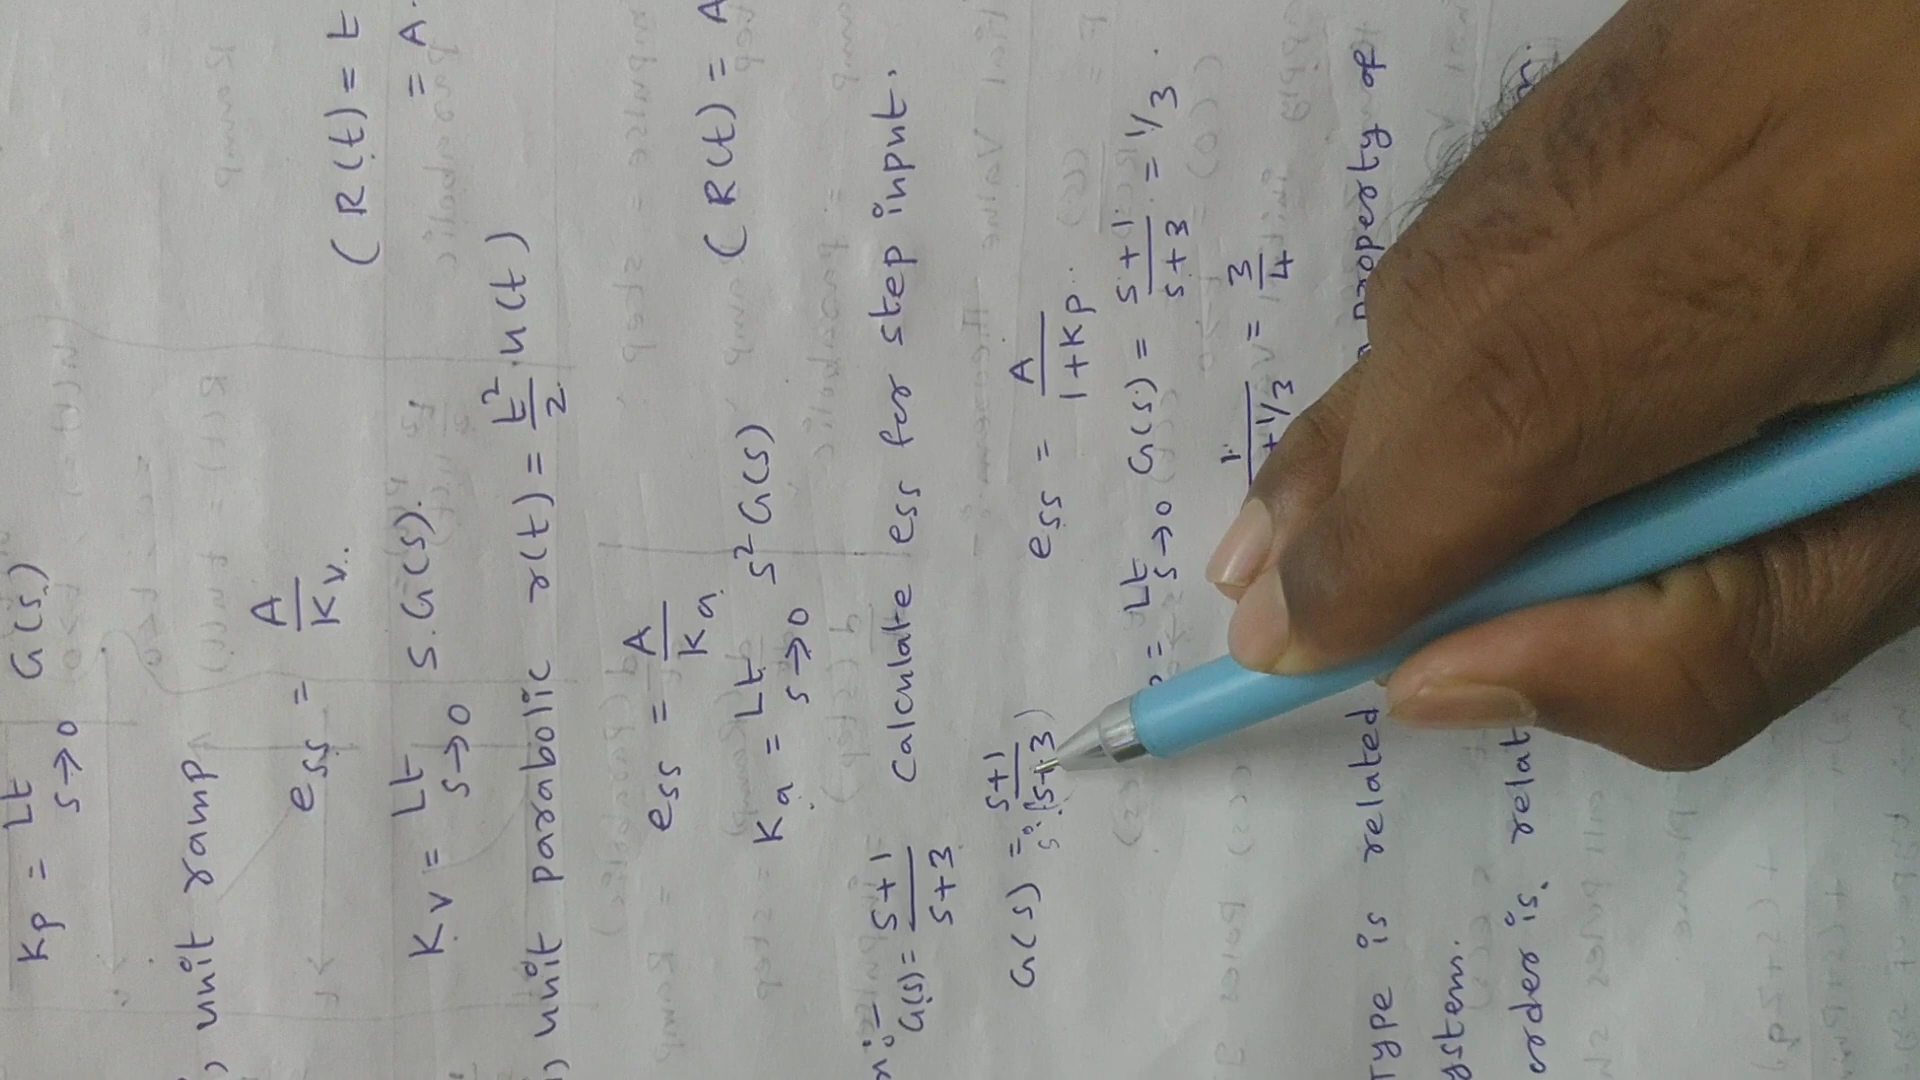 Kp = Lt s→0 G(s)
) unit ramp
(R(t) = t
= A.
ess = A/Kv.
Kv = Lt s→0 s.G(s).
) unit parabolic r(t) = t²/2 u(t)
ess = A/Ka
(R(t) = A
Ka = Lt s→0 s² G(s)
G(s) = s+1/s+3 Calculate ess for step input.
G(s) = s+1/s⁰(s+3) ess = A/1+Kp
= Lt s→0 G(s) = s+1/s+3 = 1/3.
= 3/4
Type is related property of
ystem.
order is